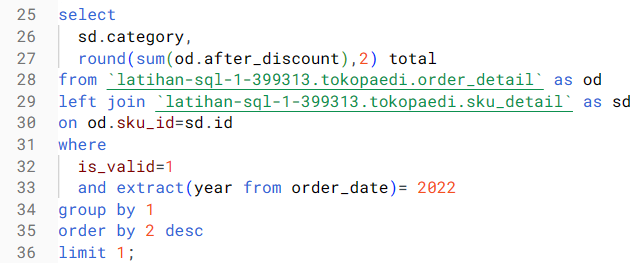 25 select
26   sd.category,
27   round(sum(od.after_discount),2) total
28 from `latihan-sql-1-399313.tokopaedi.order_detail` as od
29 left join `latihan-sql-1-399313.tokopaedi.sku_detail` as sd
30 on od.sku_id=sd.id
31 where
32   is_valid=1
33   and extract(year from order_date)= 2022
34 group by 1
35 order by 2 desc
36 limit 1;